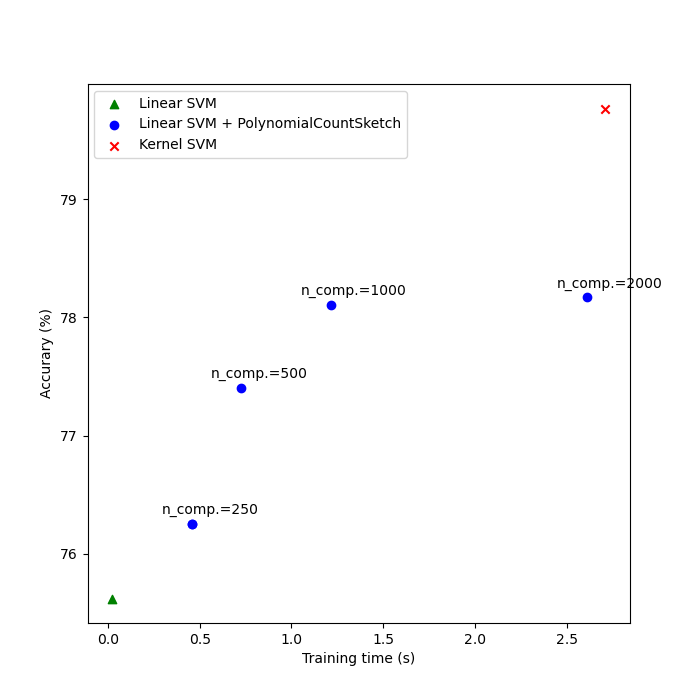 Linear SVM
Linear SVM + PolynomialCountSketch
Kernel SVM
79
78
77
76
Accurary (%)
n_comp.=2000
n_comp.=1000
n_comp.=500
n_comp.=250
0.0 0.5 1.0 1.5 2.0 2.5
Training time (s)